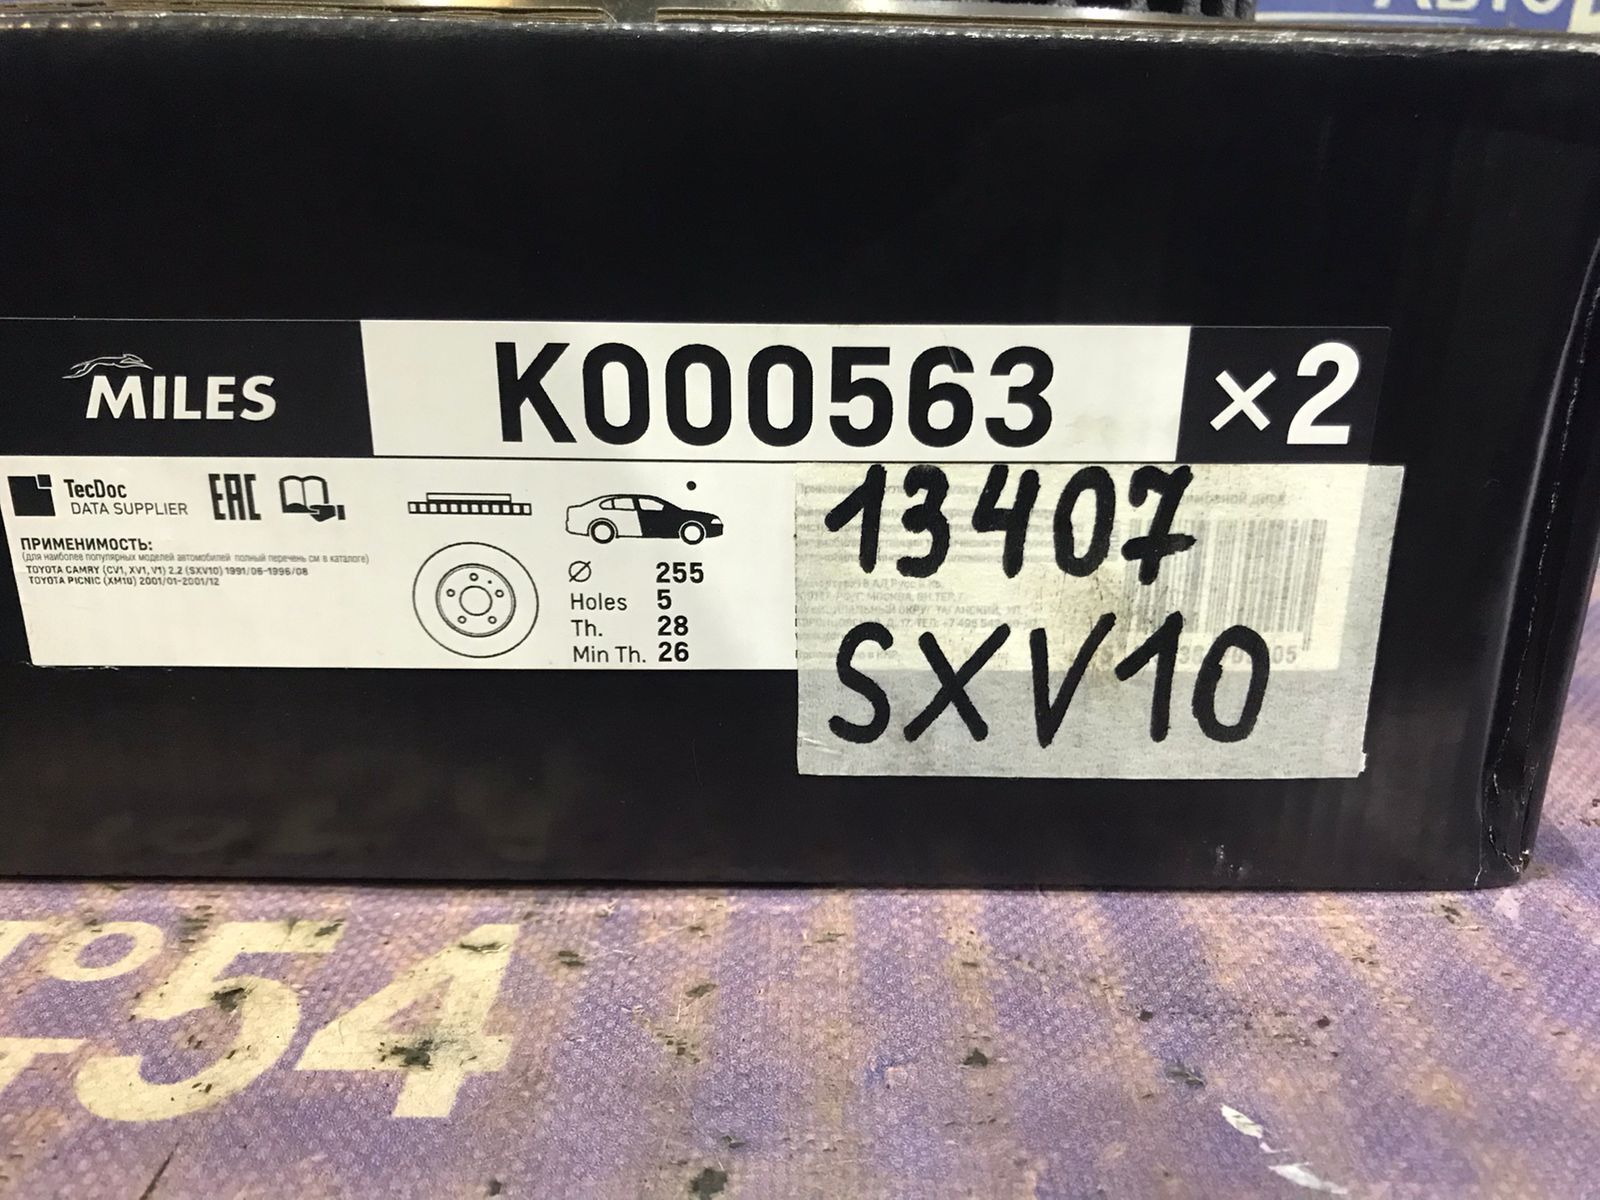 MILES
K000563
×2
TecDoc
DATA SUPPLIER
EAC
ПРИМЕНИМОСТЬ:
(для наиболее популярных моделей автомобилей полный перечень см в каталоге)
TOYOTA CAMRY (CV1, XV1, V1) 2.2 (SXV10) 1991/06-1996/08
TOYOTA PICNIC (XM10) 2001/01-2001/12
Ø 255
Holes 5
Th. 28
Min Th. 26
13407
SXV10
54